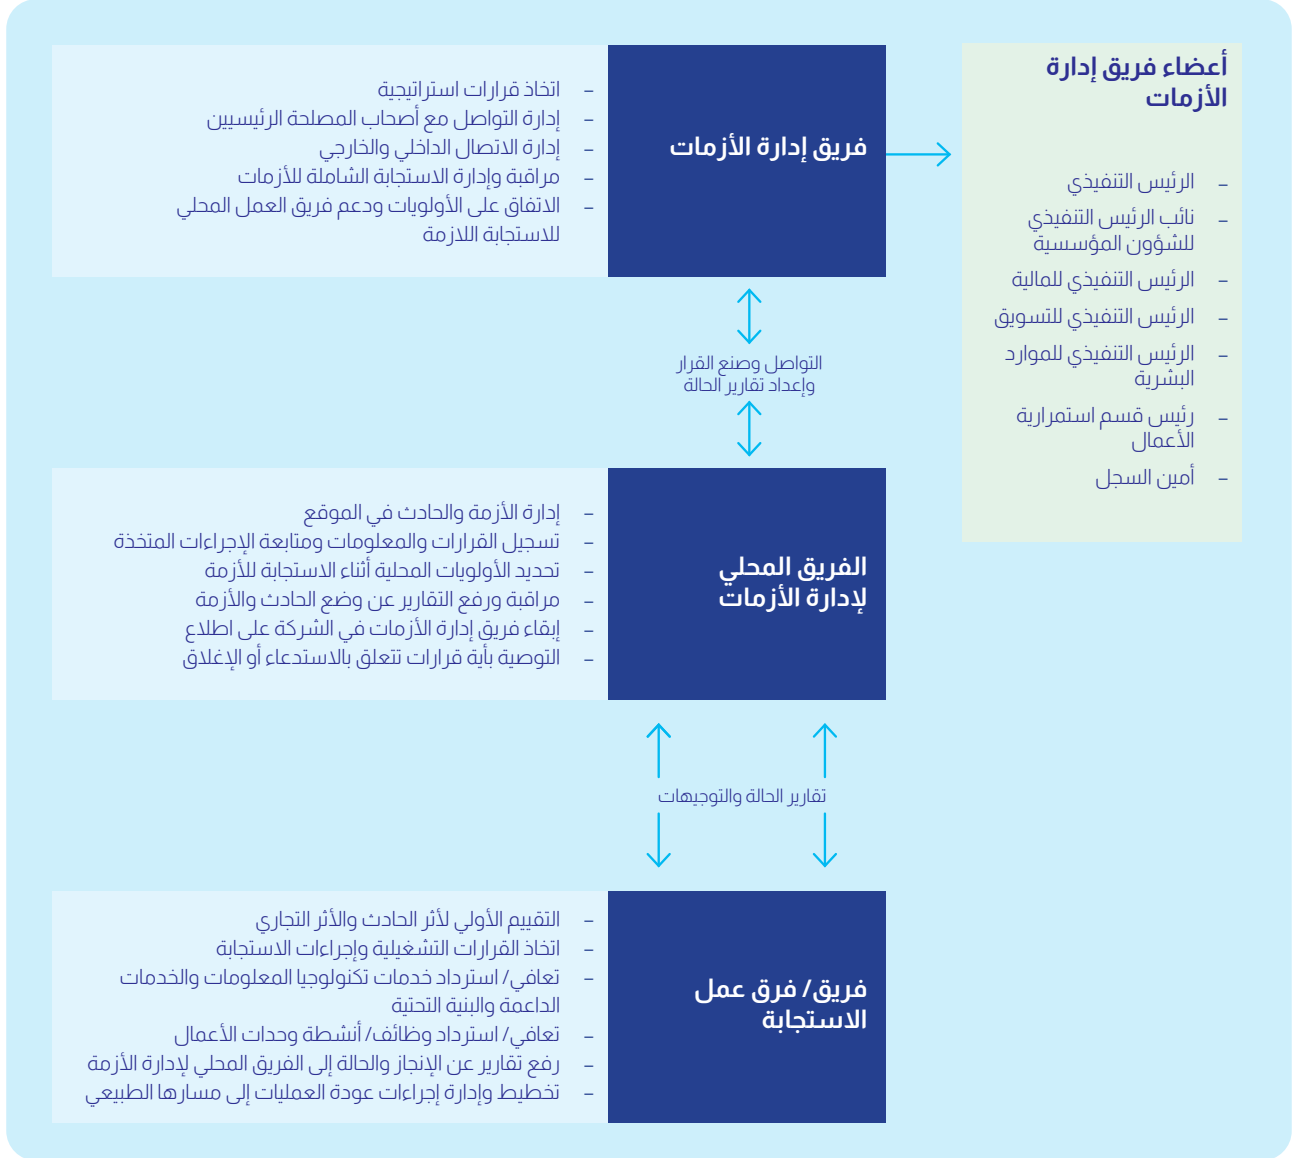 أعضاء فريق إدارة
الأزمات
– الرئيس التنفيذي
– نائب الرئيس التنفيذي
للشؤون المؤسسية
– الرئيس التنفيذي للمالية
– الرئيس التنفيذي للتسويق
– الرئيس التنفيذي للموارد
البشرية
– رئيس قسم استمرارية
الأعمال
– أمين السجل
فريق إدارة الأزمات
– اتخاذ قرارات استراتيجية
– إدارة التواصل مع أصحاب المصلحة الرئيسيين
– إدارة الاتصال الداخلي والخارجي
– مراقبة وإدارة الاستجابة الشاملة للأزمات
– الاتفاق على الأولويات ودعم فريق العمل المحلي
للاستجابة اللازمة
التواصل وصنع القرار
وإعداد تقارير الحالة
الفريق المحلي
لإدارة الأزمات
– إدارة الأزمة والحادث في الموقع
– تسجيل القرارات والمعلومات ومتابعة الإجراءات المتخذة
– تحديد الأولويات المحلية أثناء الاستجابة للأزمة
– مراقبة ورفع التقارير عن وضع الحادث والأزمة
– إبقاء فريق إدارة الأزمات في الشركة على اطلاع
– التوصية بأية قرارات تتعلق بالاستدعاء أو الإغلاق
تقارير الحالة والتوجيهات
فريق/ فرق عمل
الاستجابة
– التقييم الأولي لأثر الحادث والأثر التجاري
– اتخاذ القرارات التشغيلية وإجراءات الاستجابة
– تعافي/ استرداد خدمات تكنولوجيا المعلومات والخدمات
الداعمة والبنية التحتية
– تعافي/ استرداد وظائف/ أنشطة وحدات الأعمال
– رفع تقارير عن الإنجاز والحالة إلى الفريق المحلي لإدارة الأزمة
– تخطيط وإدارة إجراءات عودة العمليات إلى مسارها الطبيعي